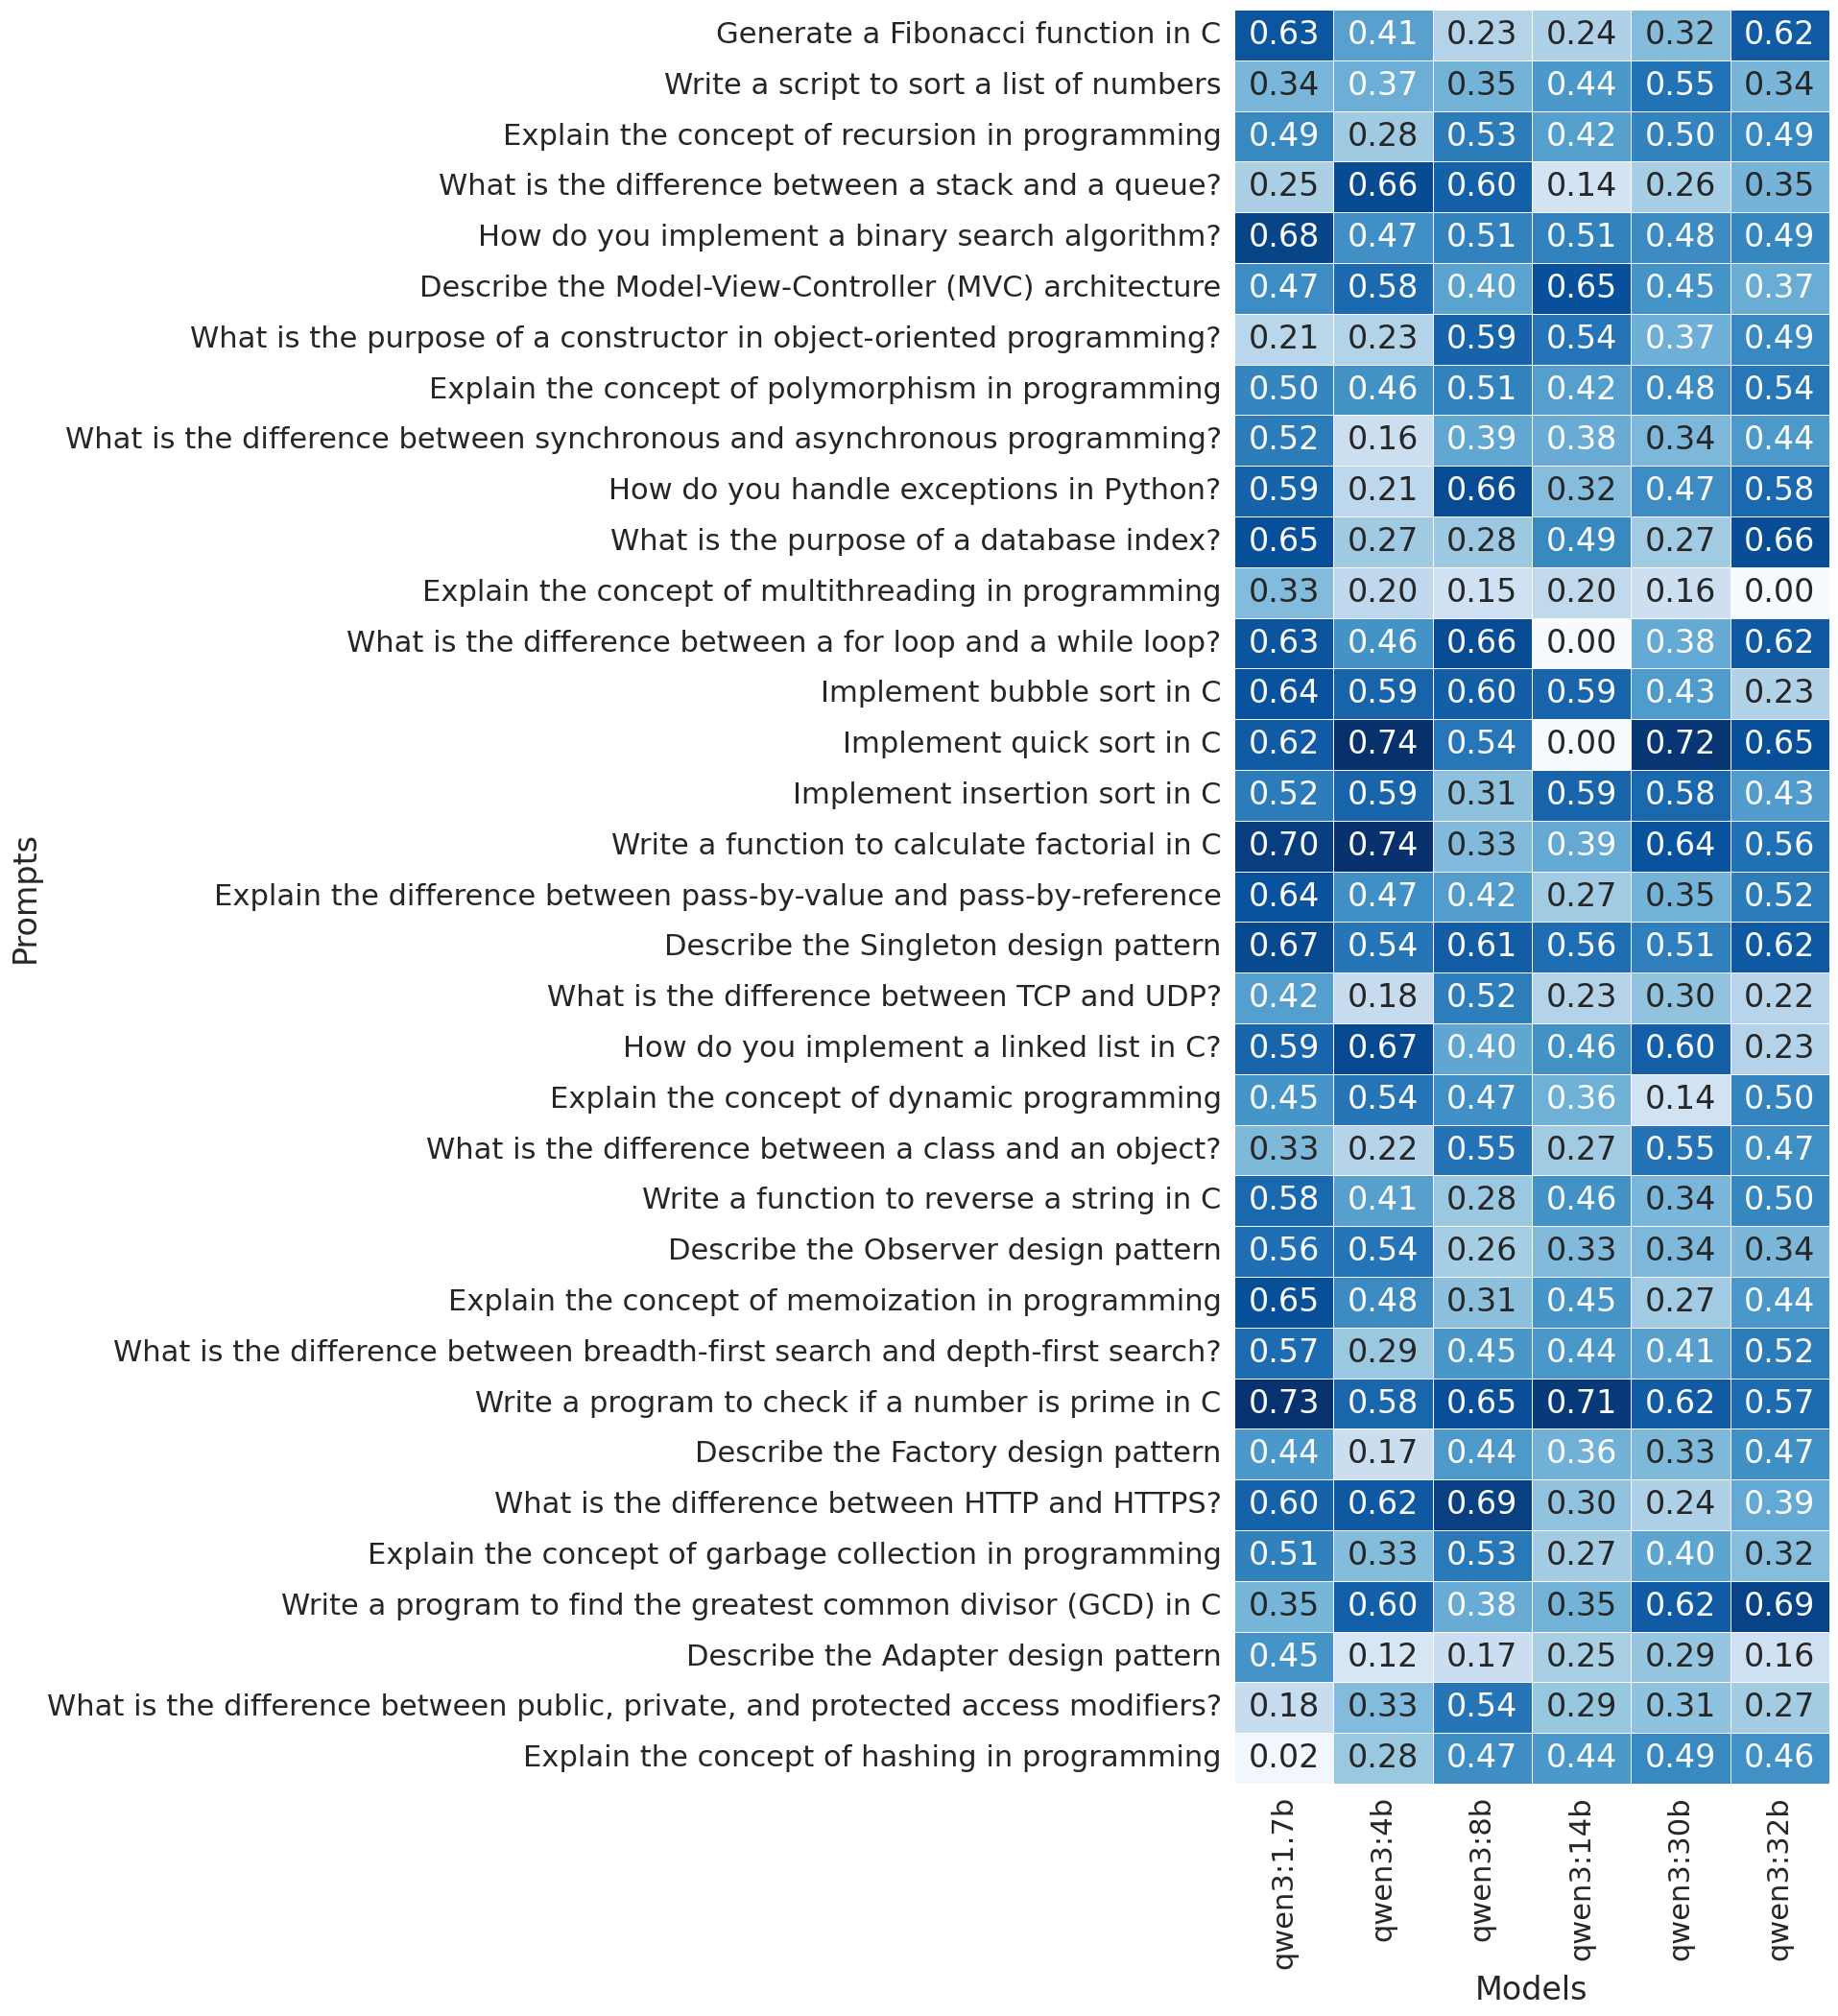 Generate a Fibonacci function in C 0.63 0.41 0.23 0.24 0.32 0.62
Write a script to sort a list of numbers 0.34 0.37 0.35 0.44 0.55 0.34
Explain the concept of recursion in programming 0.49 0.28 0.53 0.42 0.50 0.49
What is the difference between a stack and a queue? 0.25 0.66 0.60 0.14 0.26 0.35
How do you implement a binary search algorithm? 0.68 0.47 0.51 0.51 0.48 0.49
Describe the Model-View-Controller (MVC) architecture 0.47 0.58 0.40 0.65 0.45 0.37
What is the purpose of a constructor in object-oriented programming? 0.21 0.23 0.59 0.54 0.37 0.49
Explain the concept of polymorphism in programming 0.50 0.46 0.51 0.42 0.48 0.54
What is the difference between synchronous and asynchronous programming? 0.52 0.16 0.39 0.38 0.34 0.44
How do you handle exceptions in Python? 0.59 0.21 0.66 0.32 0.47 0.58
What is the purpose of a database index? 0.65 0.27 0.28 0.49 0.27 0.66
Explain the concept of multithreading in programming 0.33 0.20 0.15 0.20 0.16 0.00
What is the difference between a for loop and a while loop? 0.63 0.46 0.66 0.00 0.38 0.62
Implement bubble sort in C 0.64 0.59 0.60 0.59 0.43 0.23
Implement quick sort in C 0.62 0.74 0.54 0.00 0.72 0.65
Implement insertion sort in C 0.52 0.59 0.31 0.59 0.58 0.43
Write a function to calculate factorial in C 0.70 0.74 0.33 0.39 0.64 0.56
Explain the difference between pass-by-value and pass-by-reference 0.64 0.47 0.42 0.27 0.35 0.52
Describe the Singleton design pattern 0.67 0.54 0.61 0.56 0.51 0.62
What is the difference between TCP and UDP? 0.42 0.18 0.52 0.23 0.30 0.22
How do you implement a linked list in C? 0.59 0.67 0.40 0.46 0.60 0.23
Explain the concept of dynamic programming 0.45 0.54 0.47 0.36 0.14 0.50
What is the difference between a class and an object? 0.33 0.22 0.55 0.27 0.55 0.47
Write a function to reverse a string in C 0.58 0.41 0.28 0.46 0.34 0.50
Describe the Observer design pattern 0.56 0.54 0.26 0.33 0.34 0.34
Explain the concept of memoization in programming 0.65 0.48 0.31 0.45 0.27 0.44
What is the difference between breadth-first search and depth-first search? 0.57 0.29 0.45 0.44 0.41 0.52
Write a program to check if a number is prime in C 0.73 0.58 0.65 0.71 0.62 0.57
Describe the Factory design pattern 0.44 0.17 0.44 0.36 0.33 0.47
What is the difference between HTTP and HTTPS? 0.60 0.62 0.69 0.30 0.24 0.39
Explain the concept of garbage collection in programming 0.51 0.33 0.53 0.27 0.40 0.32
Write a program to find the greatest common divisor (GCD) in C 0.35 0.60 0.38 0.35 0.62 0.69
Describe the Adapter design pattern 0.45 0.12 0.17 0.25 0.29 0.16
What is the difference between public, private, and protected access modifiers? 0.18 0.33 0.54 0.29 0.31 0.27
Explain the concept of hashing in programming 0.02 0.28 0.47 0.44 0.49 0.46
Prompts
qwen3:1.7b
qwen3:4b
qwen3:8b
qwen3:14b
qwen3:30b
qwen3:32b
Models